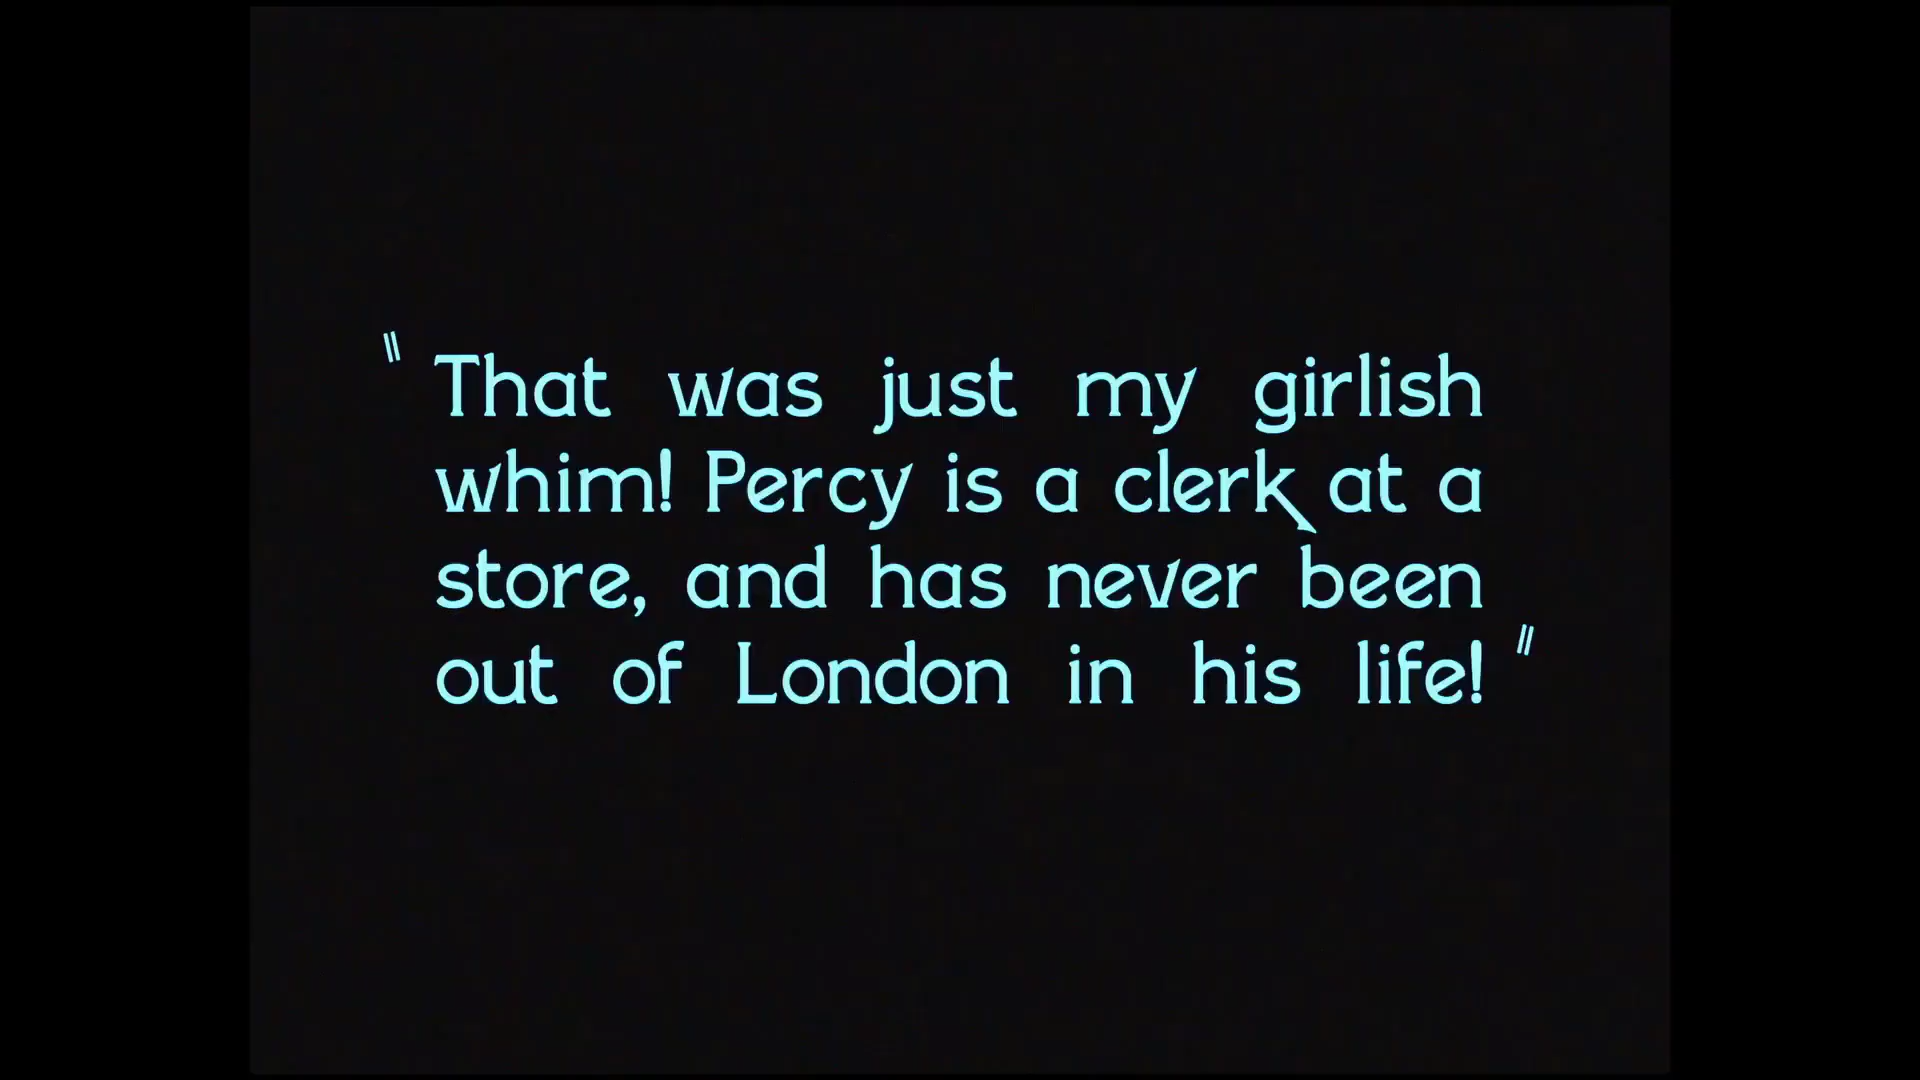 "That was just my girlish
whim! Percy is a clerk at a
store, and has never been
out of London in his life!"